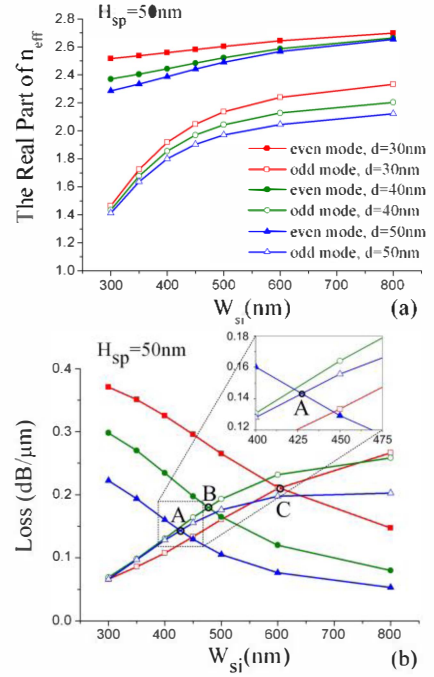 H_sp=50nm
The Real Part of n_eff
2.8
2.6
2.4
2.2
2.0
1.8
1.6
1.4
1.2
1.0
even mode, d=30nm
odd mode, d=30nm
even mode, d=40nm
odd mode, d=40nm
even mode, d=50nm
odd mode, d=50nm
300 400 500 600 700 800
W_si(nm)
(a)
H_sp=50nm
Loss (dB/μm)
0.4
0.3
0.2
0.1
0.0
0.18
0.16
0.14
0.12
400 425 450 475
A
A
B
C
300 400 500 600 700 800
W_si(nm)
(b)